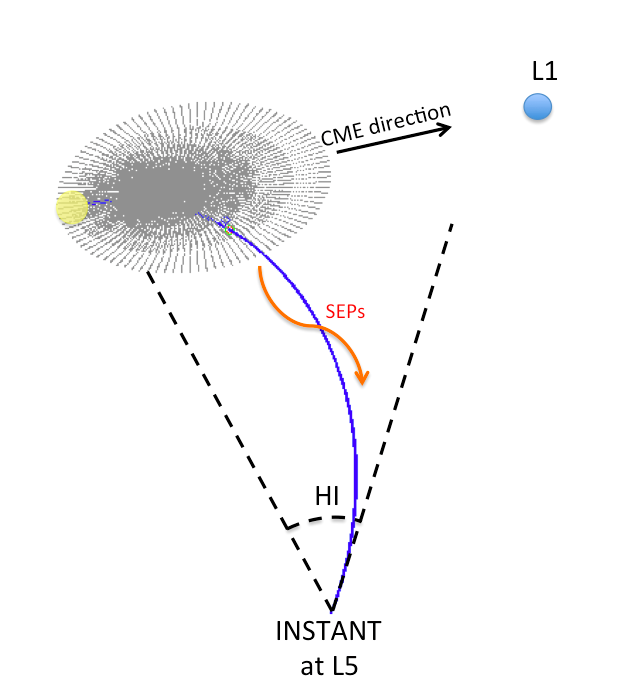 L1
CME direction
SEPs
HI
INSTANT
at L5